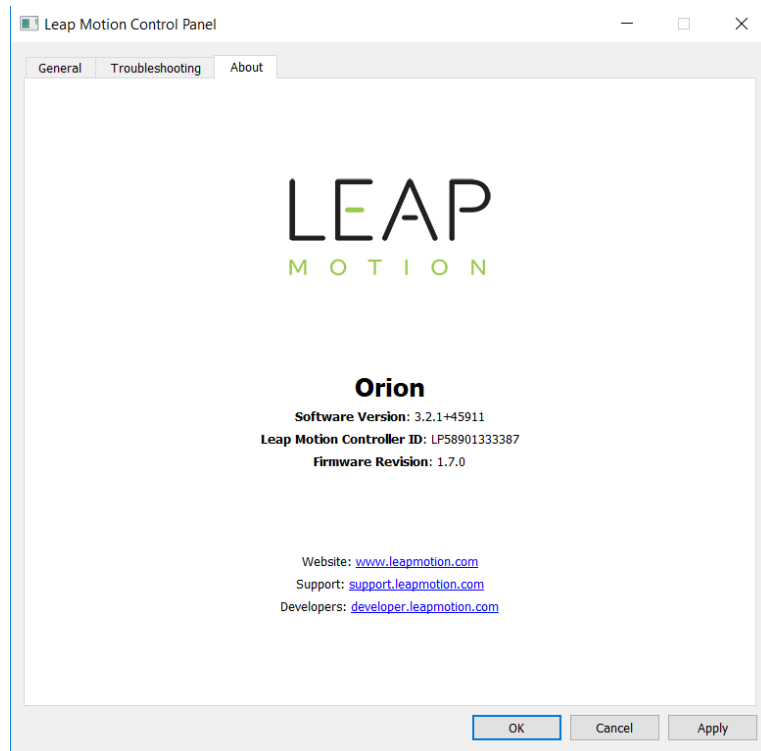 Leap Motion Control Panel
General Troubleshooting About
LEAP
MOTION
Orion
Software Version: 3.2.1+45911
Leap Motion Controller ID: LP58901333387
Firmware Revision: 1.7.0
Website: www.leapmotion.com
Support: support.leapmotion.com
Developers: developer.leapmotion.com
OK Cancel Apply